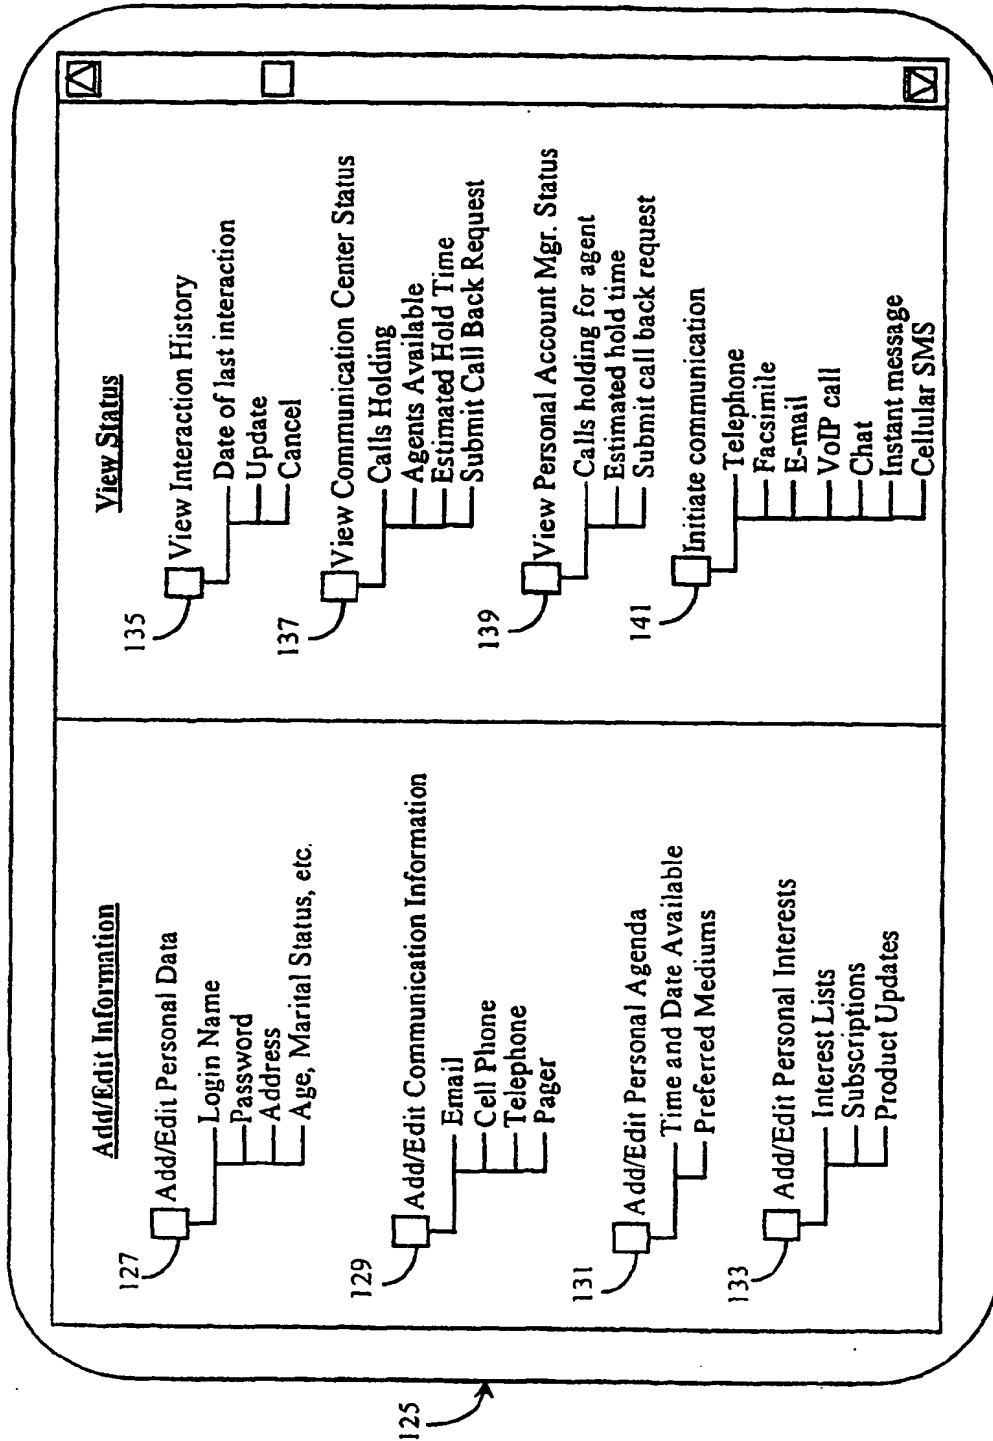 125
Add/Edit Information
127
Add/Edit Personal Data
Login Name
Password
Address
Age, Marital Status, etc.
129
Add/Edit Communication Information
Email
Cell Phone
Telephone
Pager
131
Add/Edit Personal Agenda
Time and Date Available
Preferred Mediums
133
Add/Edit Personal Interests
Interest Lists
Subscriptions
Product Updates
View Status
135
View Interaction History
Date of last interaction
Update
Cancel
137
View Communication Center Status
Calls Holding
Agents Available
Estimated Hold Time
Submit Call Back Request
139
View Personal Account Mgr. Status
Calls holding for agent
Estimated hold time
Submit call back request
141
Initiate communication
Telephone
Facsimile
E-mail
VoIP call
Chat
Instant message
Cellular SMS